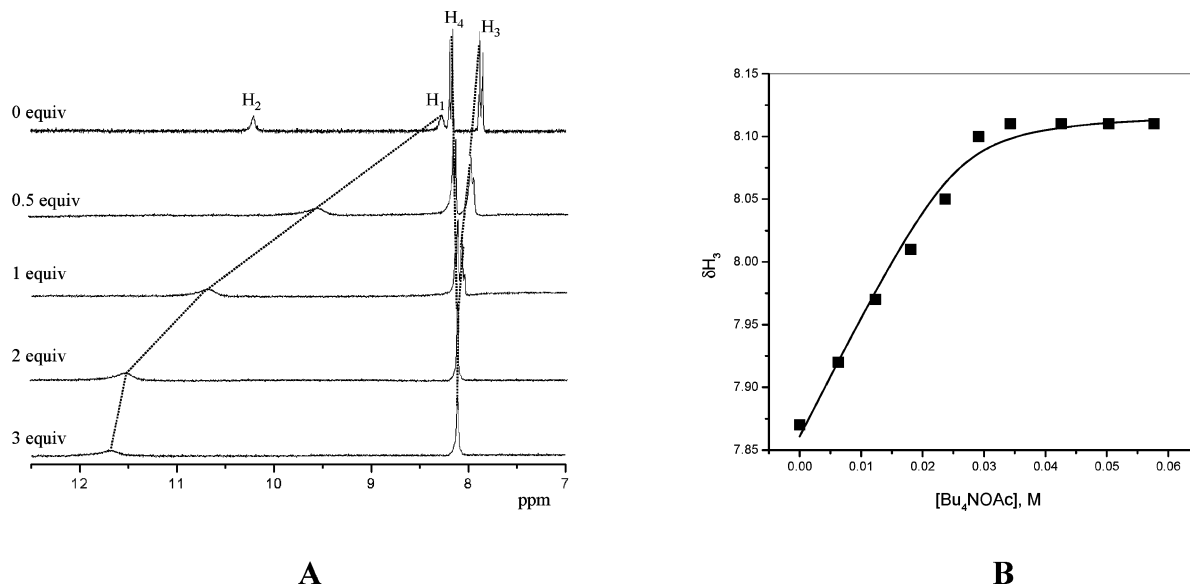 H4
H3
0 equiv
H2
H1
0.5 equiv
1 equiv
2 equiv
3 equiv
12
11
10
9
8
7
ppm
A
8.15
8.10
8.05
8.00
7.95
7.90
7.85
δH3
0.00
0.01
0.02
0.03
0.04
0.05
0.06
[Bu4NOAc], M
B